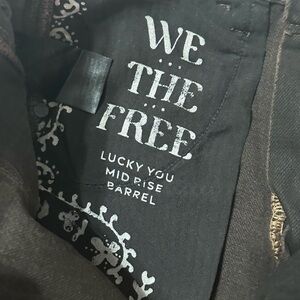 WE
THE
FREE
LUCKY YOU
MID RISE
BARREL